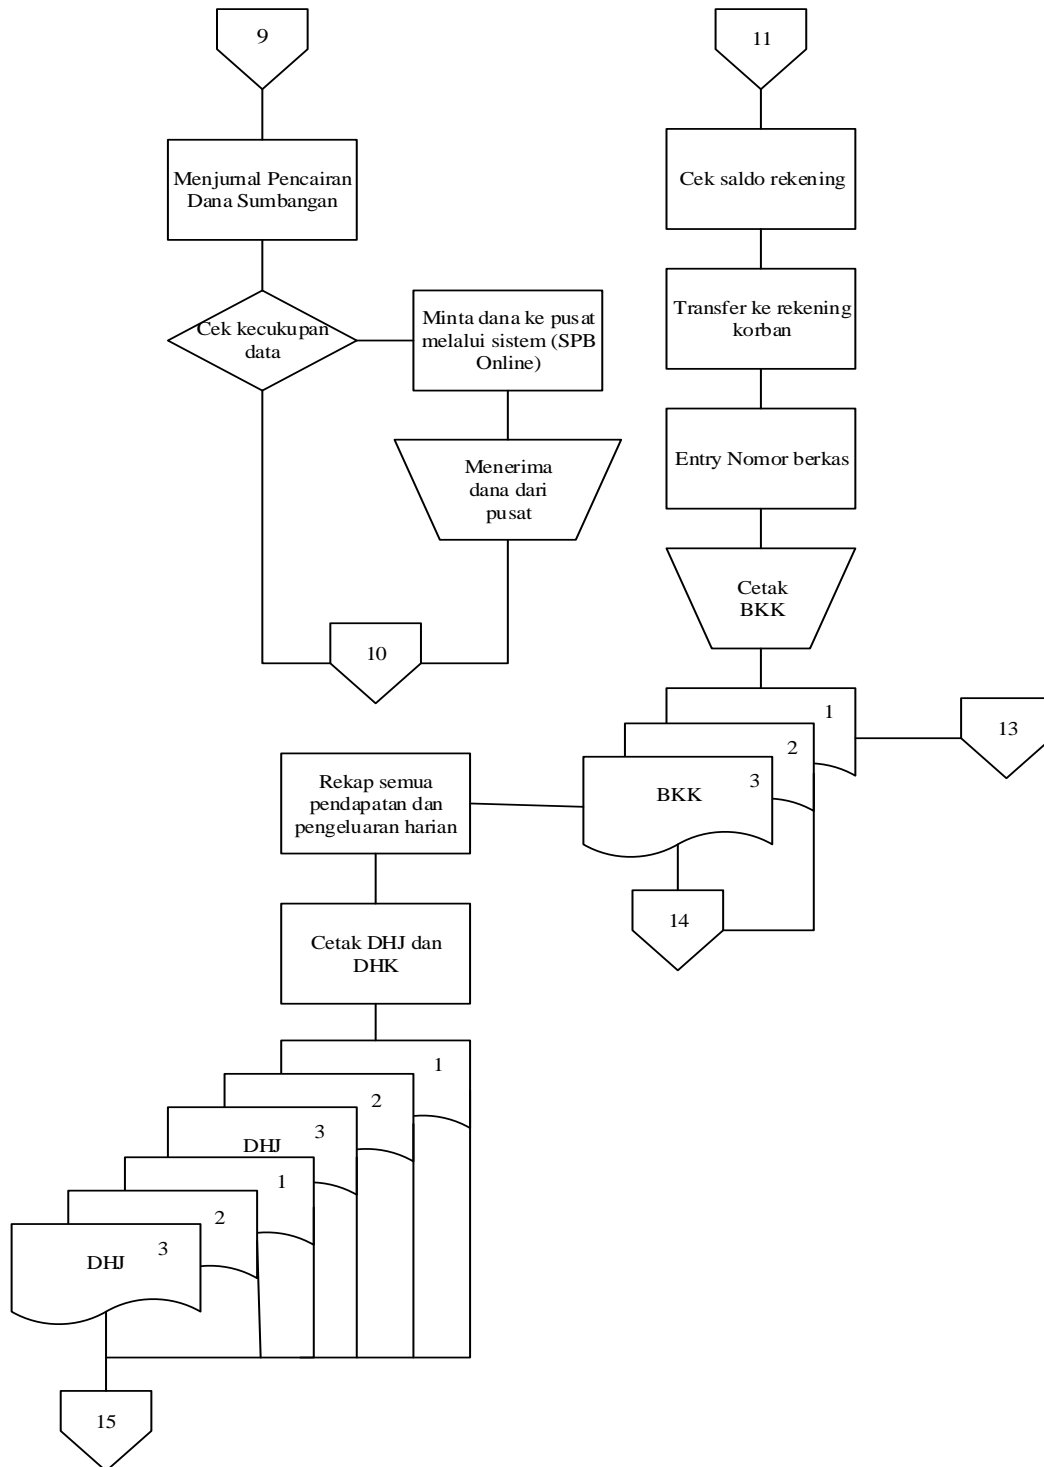 9
Menjurnal Pencairan
Dana Sumbangan
Cek kecukupan
data
Minta dana ke pusat
melalui sistem (SPB
Online)
Menerima
dana dari
pusat
10
11
Cek saldo rekening
Transfer ke rekening
korban
Entry Nomor berkas
Cetak
BKK
1
2
3
BKK
13
14
Rekap semua
pendapatan dan
pengeluaran harian
Cetak DHJ dan
DHK
1
2
3
DHJ
1
2
3
DHJ
15